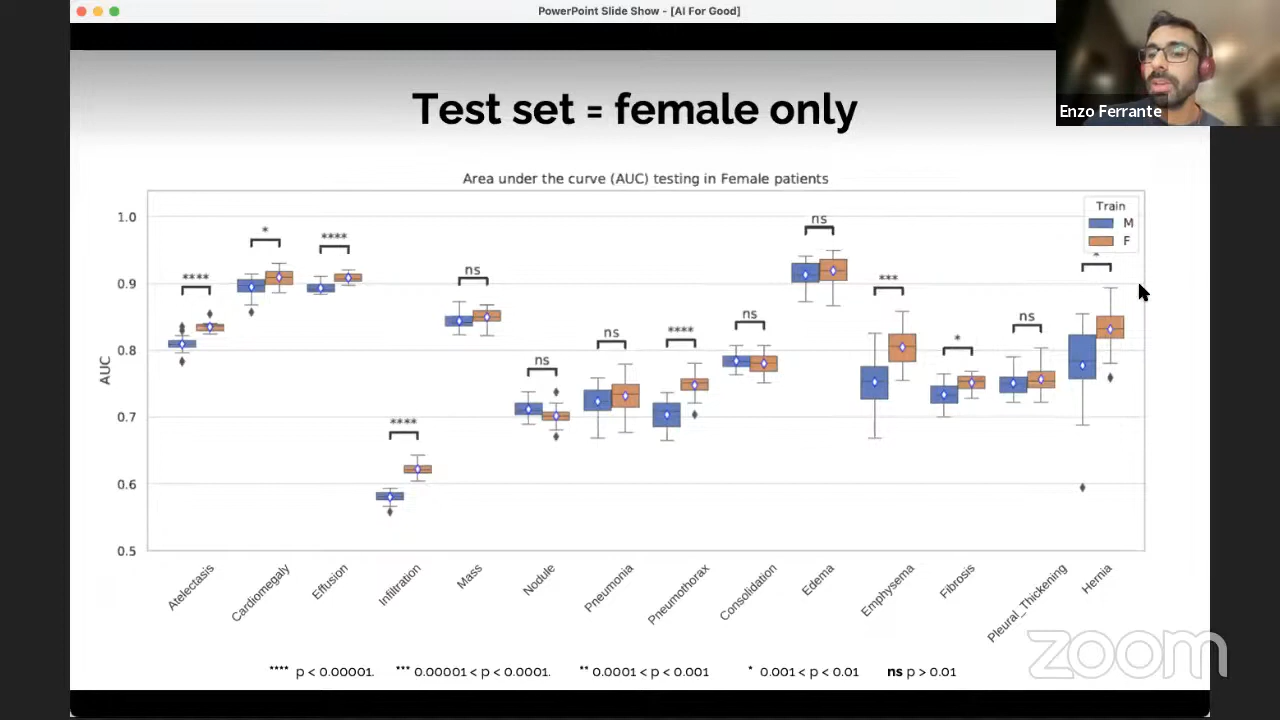 PowerPoint Slide Show - [AI For Good]
Enzo Ferrante
Test set = female only
Area under the curve (AUC) testing in Female patients
Train
M
F
AUC
1.0
0.9
0.8
0.7
0.6
0.5
****
*
****
****
ns
ns
ns
****
ns
ns
***
*
ns
*
Atelectasis
Cardiomegaly
Effusion
Infiltration
Mass
Nodule
Pneumonia
Pneumothorax
Consolidation
Edema
Emphysema
Fibrosis
Pleural_Thickening
Hernia
**** p < 0.00001. *** 0.00001 < p < 0.0001. ** 0.0001 < p < 0.001 * 0.001 < p < 0.01 ns p > 0.01
zoom